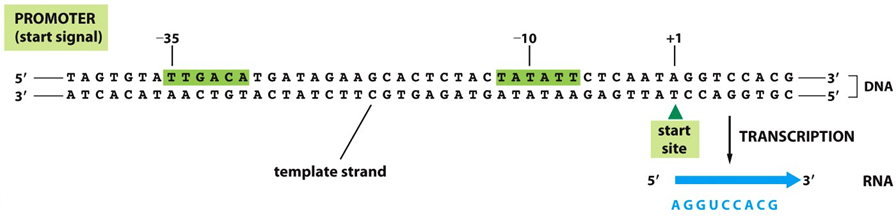 PROMOTER
(start signal)
−35
−10
+1
5′ TAGTGTATTGACATGATAGAAGCACTCTACTATATTCTCAATAGGTCCACG 3′
3′ ATCACATAACTGTACTATCTTCGTGAGATGATATAAGAGTTATCCAGGTGC 5′
DNA
start
site
TRANSCRIPTION
template strand
5′ 3′ RNA
AGGUCCACG